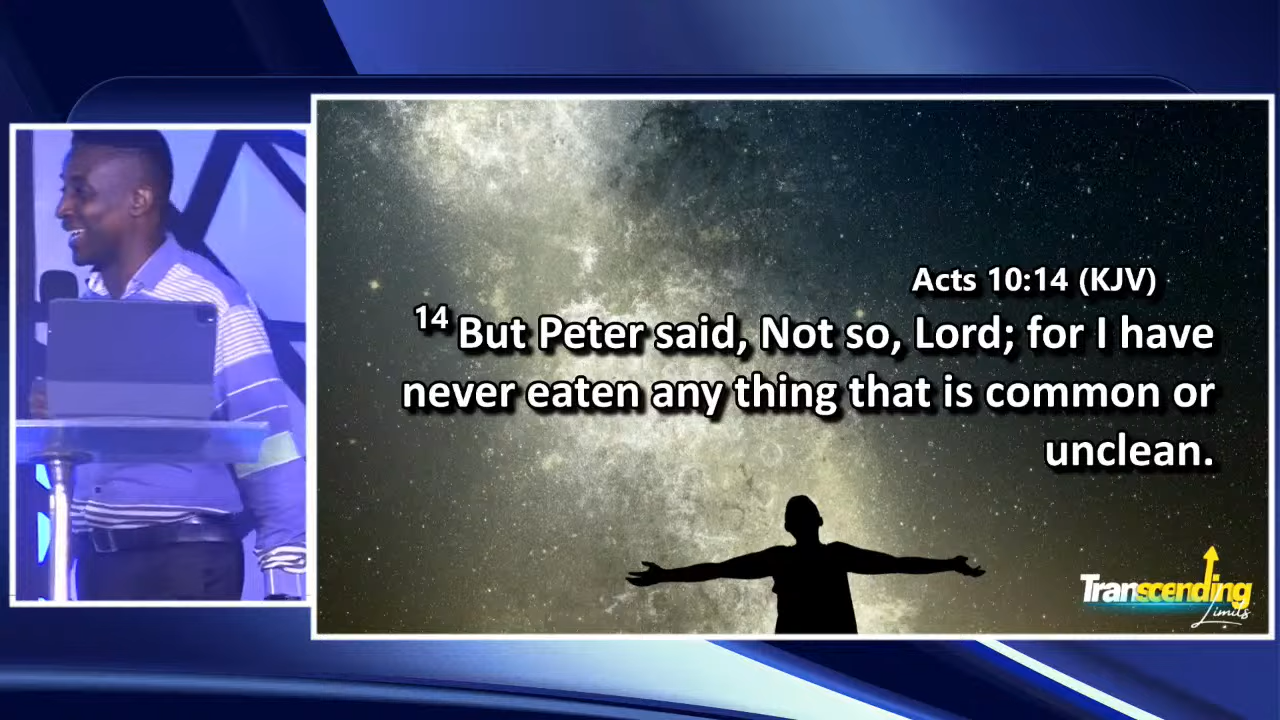 Acts 10:14 (KJV)
14 But Peter said, Not so, Lord; for I have
never eaten any thing that is common or
unclean.
Transcending
Limits